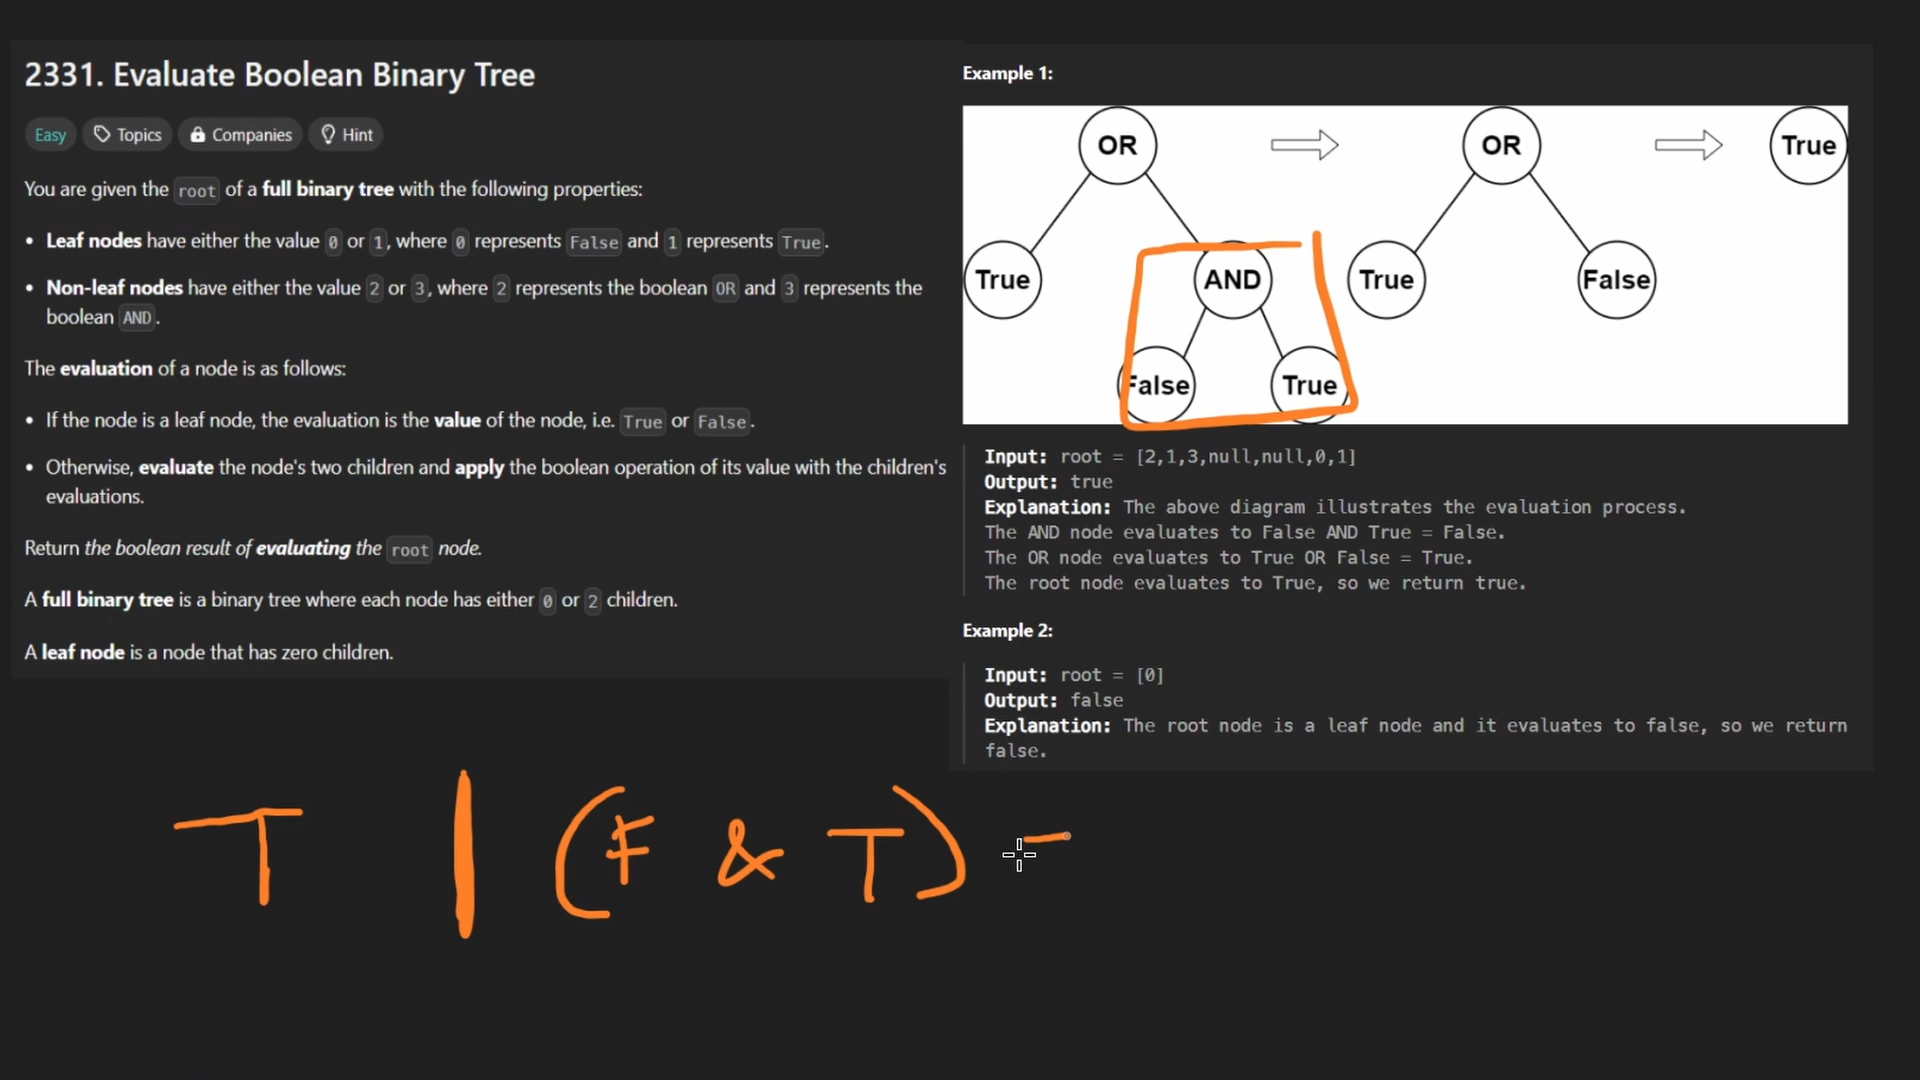 2331. Evaluate Boolean Binary Tree
Easy Topics Companies Hint
You are given the root of a full binary tree with the following properties:
• Leaf nodes have either the value 0 or 1, where 0 represents False and 1 represents True.
• Non-leaf nodes have either the value 2 or 3, where 2 represents the boolean OR and 3 represents the
boolean AND.
The evaluation of a node is as follows:
• If the node is a leaf node, the evaluation is the value of the node, i.e. True or False.
• Otherwise, evaluate the node's two children and apply the boolean operation of its value with the children's
evaluations.
Return the boolean result of evaluating the root node.
A full binary tree is a binary tree where each node has either 0 or 2 children.
A leaf node is a node that has zero children.
Example 1:
OR OR True
True AND True False
False True
Input: root = [2,1,3,null,null,0,1]
Output: true
Explanation: The above diagram illustrates the evaluation process.
The AND node evaluates to False AND True = False.
The OR node evaluates to True OR False = True.
The root node evaluates to True, so we return true.
Example 2:
Input: root = [0]
Output: false
Explanation: The root node is a leaf node and it evaluates to false, so we return
false.
T | (F & T) -